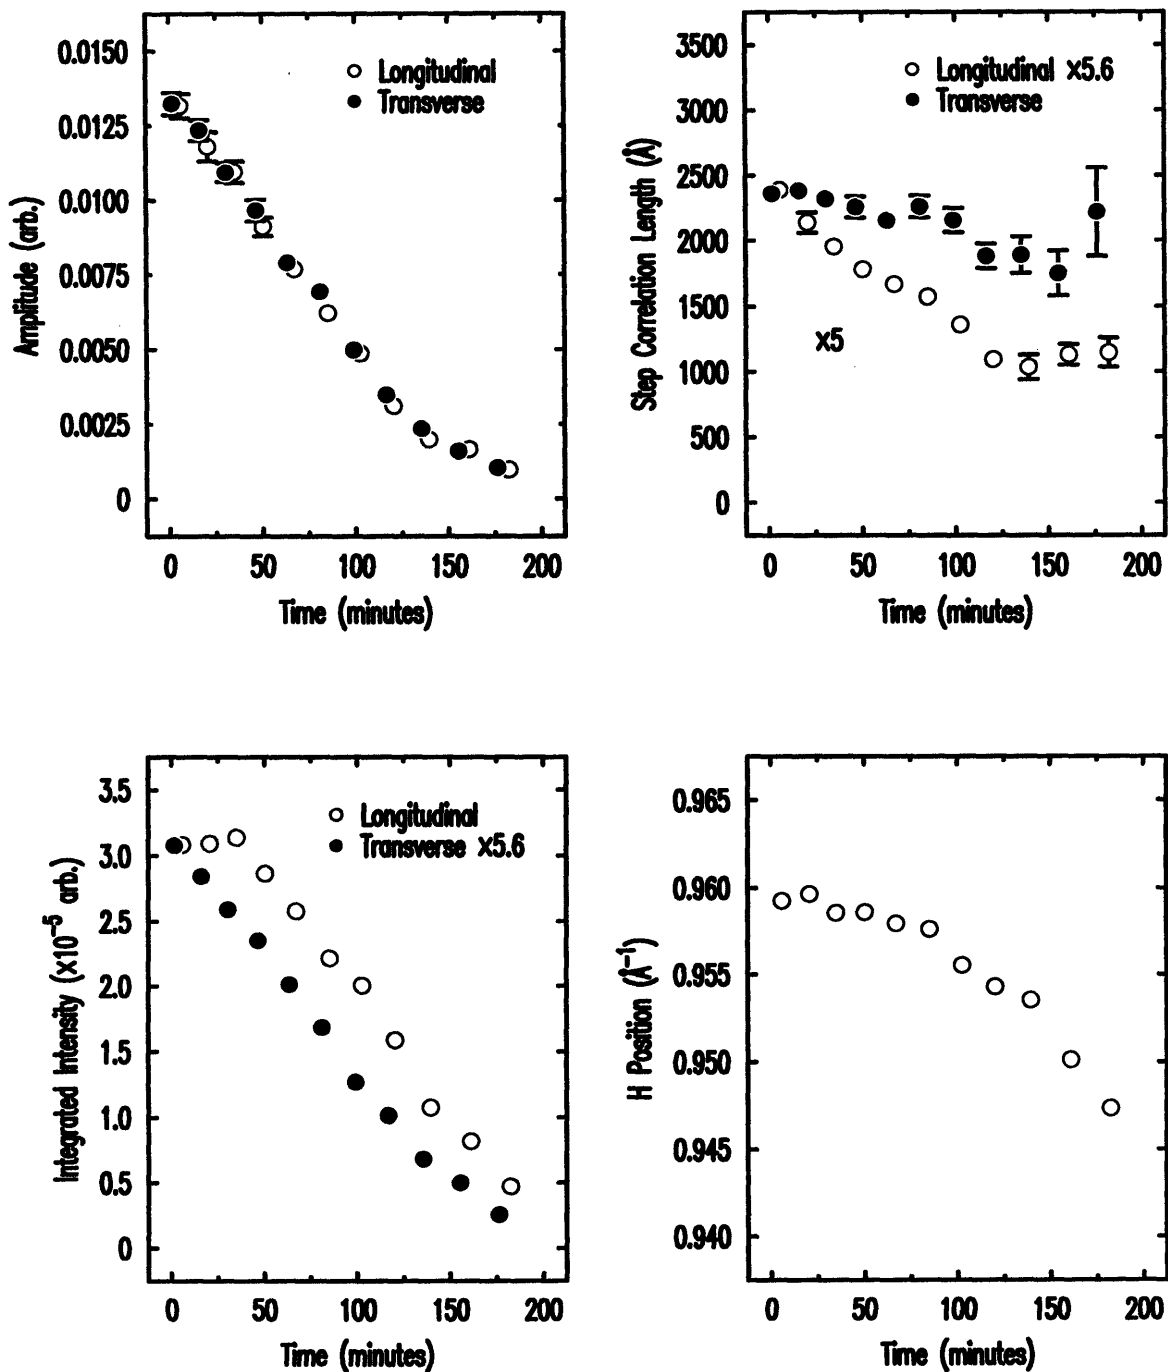 0.0150
0.0125
0.0100
0.0075
0.0050
0.0025
0
Amplitude (arb.)
Longitudinal
Transverse
0 50 100 150 200
Time (minutes)
3500
3000
2500
2000
1500
1000
500
0
Step Correlation Length (Å)
Longitudinal ×5.6
Transverse
×5
0 50 100 150 200
Time (minutes)
3.5
3.0
2.5
2.0
1.5
1.0
0.5
0
Integrated Intensity (×10⁻⁵ arb.)
Longitudinal
Transverse ×5.6
0 50 100 150 200
Time (minutes)
0.965
0.960
0.955
0.950
0.945
0.940
H Position (Å⁻¹)
0 50 100 150 200
Time (minutes)